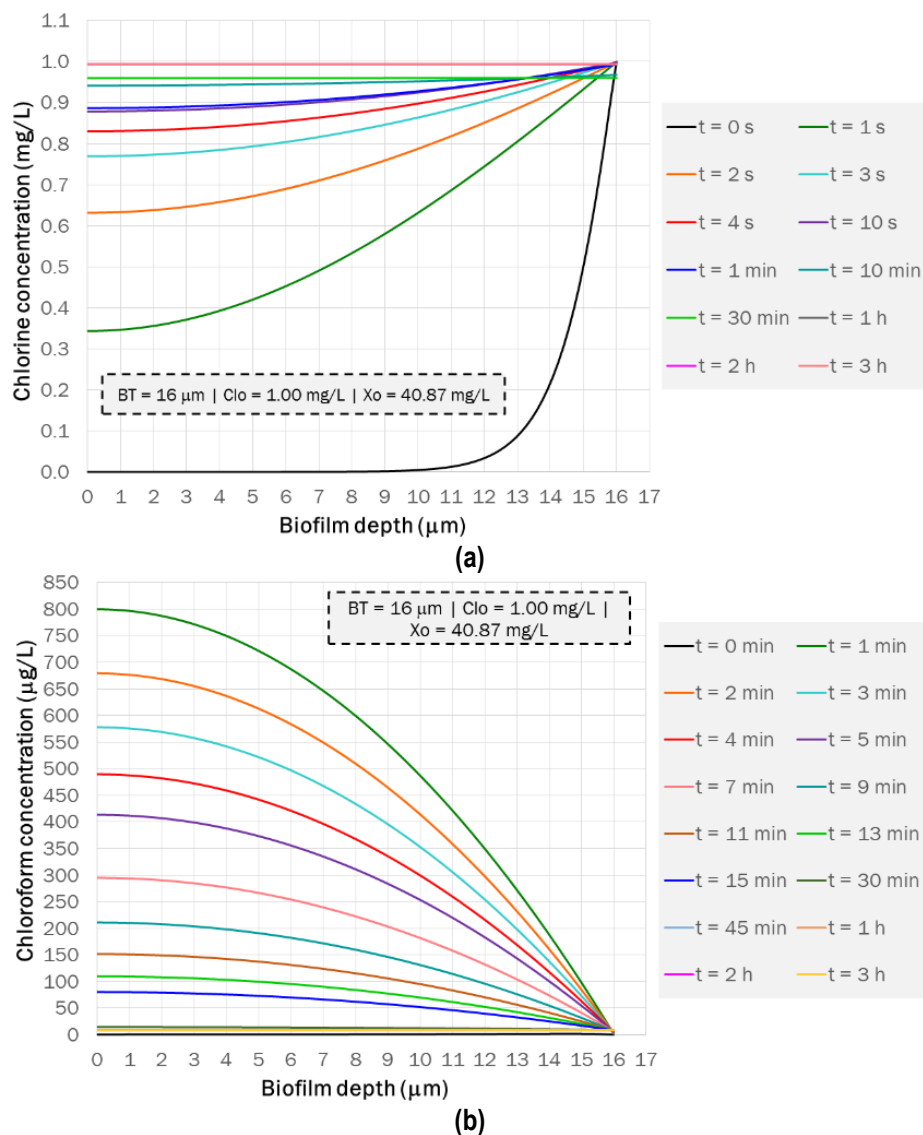 1.1
1.0
0.9
0.8
0.7
0.6
0.5
0.4
0.3
0.2
0.1
0.0
Chlorine concentration (mg/L)
BT = 16 μm | Clo = 1.00 mg/L | Xo = 40.87 mg/L
0 1 2 3 4 5 6 7 8 9 10 11 12 13 14 15 16 17
Biofilm depth (μm)
t = 0 s t = 1 s
t = 2 s t = 3 s
t = 4 s t = 10 s
t = 1 min t = 10 min
t = 30 min t = 1 h
t = 2 h t = 3 h
(a)
850
800
750
700
650
600
550
500
450
400
350
300
250
200
150
100
50
0
Chloroform concentration (μg/L)
BT = 16 μm | Clo = 1.00 mg/L |
Xo = 40.87 mg/L
0 1 2 3 4 5 6 7 8 9 10 11 12 13 14 15 16 17
Biofilm depth (μm)
t = 0 min t = 1 min
t = 2 min t = 3 min
t = 4 min t = 5 min
t = 7 min t = 9 min
t = 11 min t = 13 min
t = 15 min t = 30 min
t = 45 min t = 1 h
t = 2 h t = 3 h
(b)